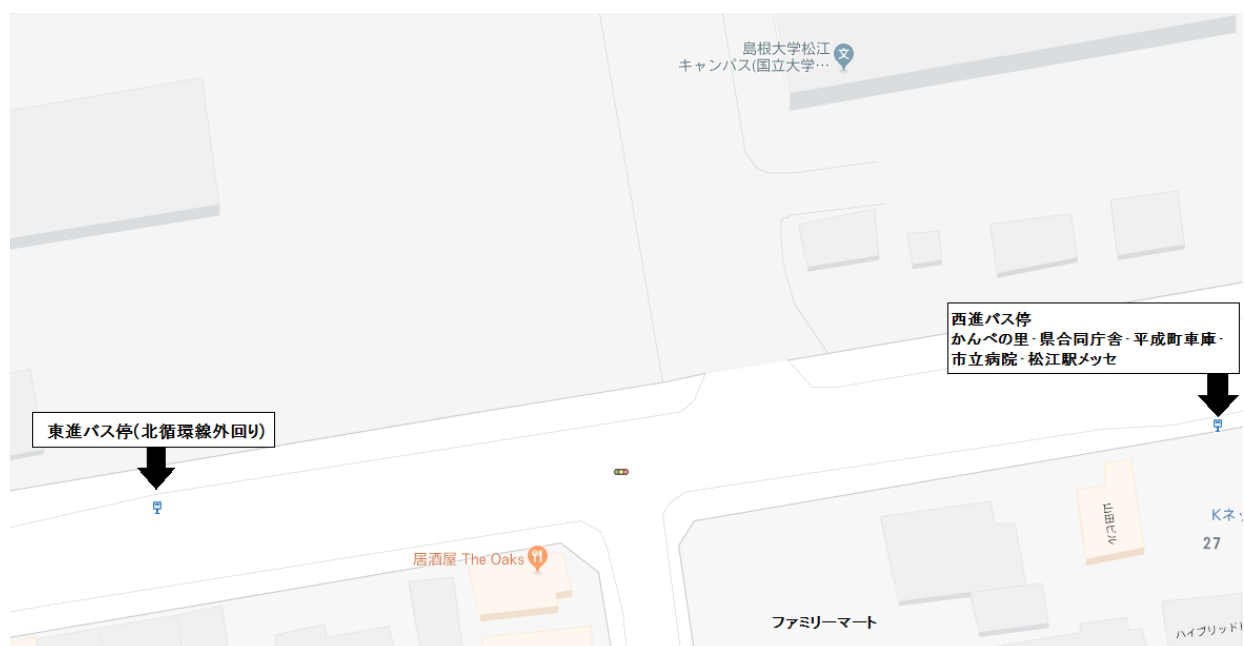 島根大学松江
キャンパス(国立大学…
西進バス停
かんべの里・県合同庁舎・平成町車庫・
市立病院・松江駅メッセ
東進バス停(北循環線外回り)
山田ビル
Kネッ
27
居酒屋 The Oaks
ファミリーマート
ハイブリッド